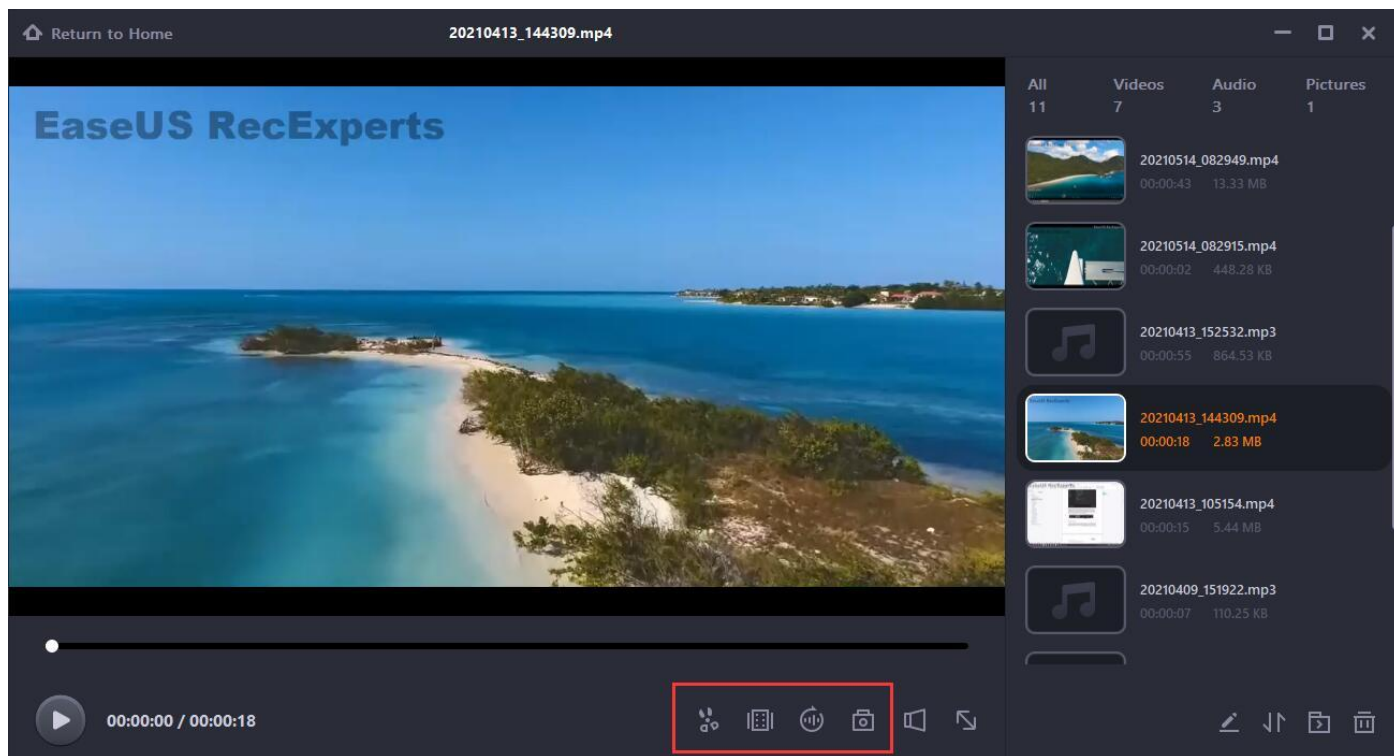 Return to Home
20210413_144309.mp4
EaseUS RecExperts
00:00:00 / 00:00:18
All Videos Audio Pictures
11 7 3 1
20210514_082949.mp4
00:00:43 13.33 MB
20210514_082915.mp4
00:00:02 448.28 KB
20210413_152532.mp3
00:00:55 864.53 KB
20210413_144309.mp4
00:00:18 2.83 MB
20210413_105154.mp4
00:00:15 5.44 MB
20210409_151922.mp3
00:00:07 110.25 KB